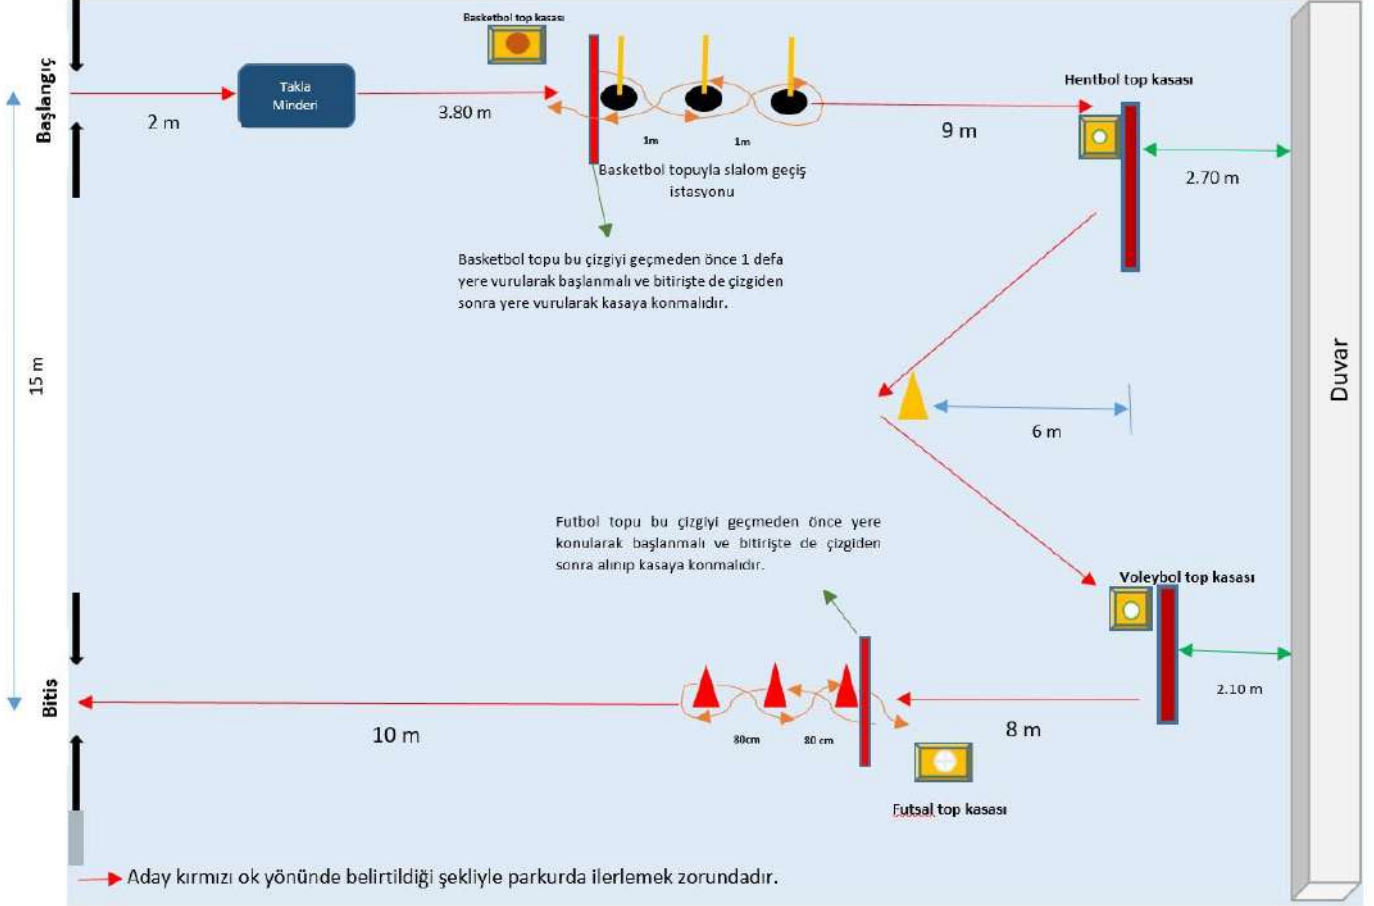 Basketbol top kasası
Başlangıç
Takla
Minderi
2 m
3.80 m
1m
1m
9 m
Hentbol top kasası
2.70 m
Basketbol topuyla slalom geçiş
istasyonu
Basketbol topu bu çizgiyi geçmeden önce 1 defa
yere vurularak başlanmalı ve bitirişte de çizgiden
sonra yere vurularak kasaya konmalıdır.
15 m
Duvar
6 m
Futbol topu bu çizgiyi geçmeden önce yere
konularak başlanmalı ve bitirişte de çizgiden
sonra alınıp kasaya konmalıdır.
Voleybol top kasası
2.10 m
Bitis
10 m
80cm
80 cm
8 m
Futsal top kasası
Aday kırmızı ok yönünde belirtildiği şekliyle parkurda ilerlemek zorundadır.